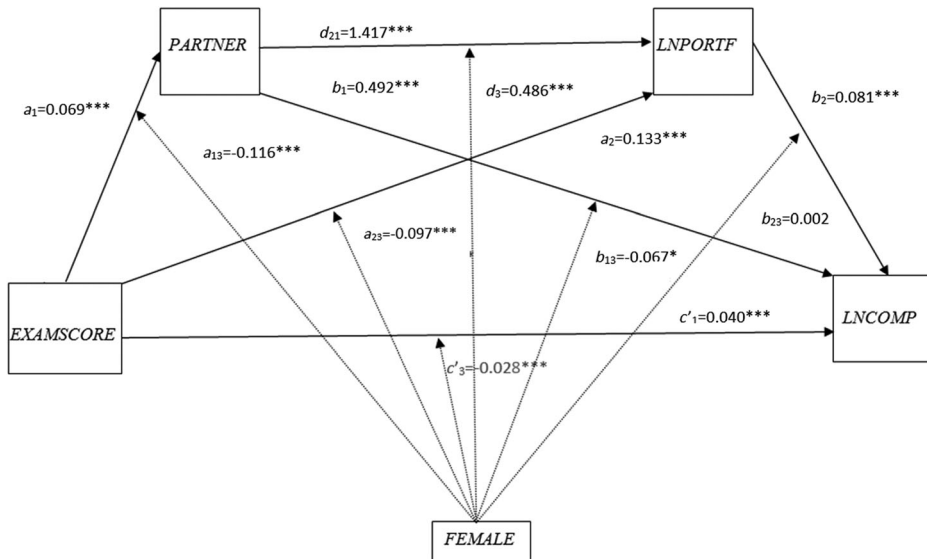 PARTNER
d21=1.417***
LNPORTF
b1=0.492***
d3=0.486***
b2=0.081***
a1=0.069***
a13=-0.116***
a2=0.133***
a23=-0.097***
b23=0.002
b13=-0.067*
EXAMSCORE
c'1=0.040***
LNCOMP
c'3=-0.028***
FEMALE